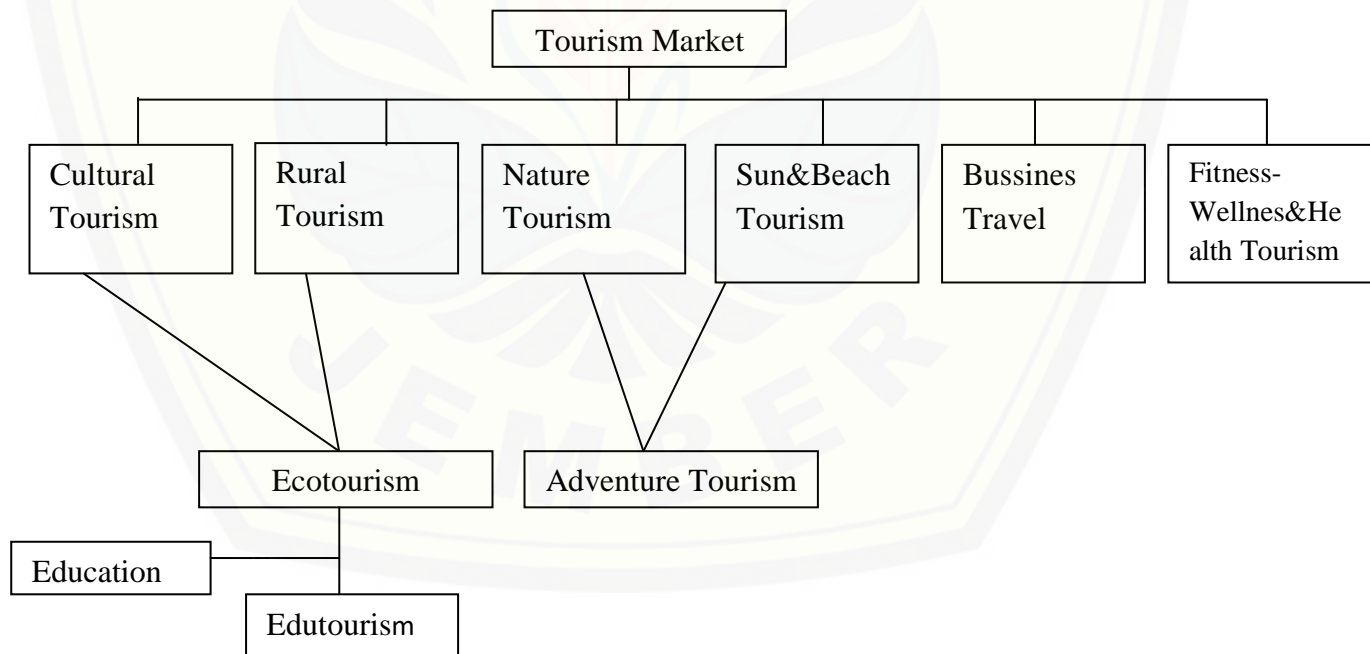 Tourism Market
Cultural
Tourism
Rural
Tourism
Nature
Tourism
Sun&Beach
Tourism
Bussines
Travel
Fitness-
Wellnes&He
alth Tourism
Ecotourism
Adventure Tourism
Education
Edutourism
JEMBER